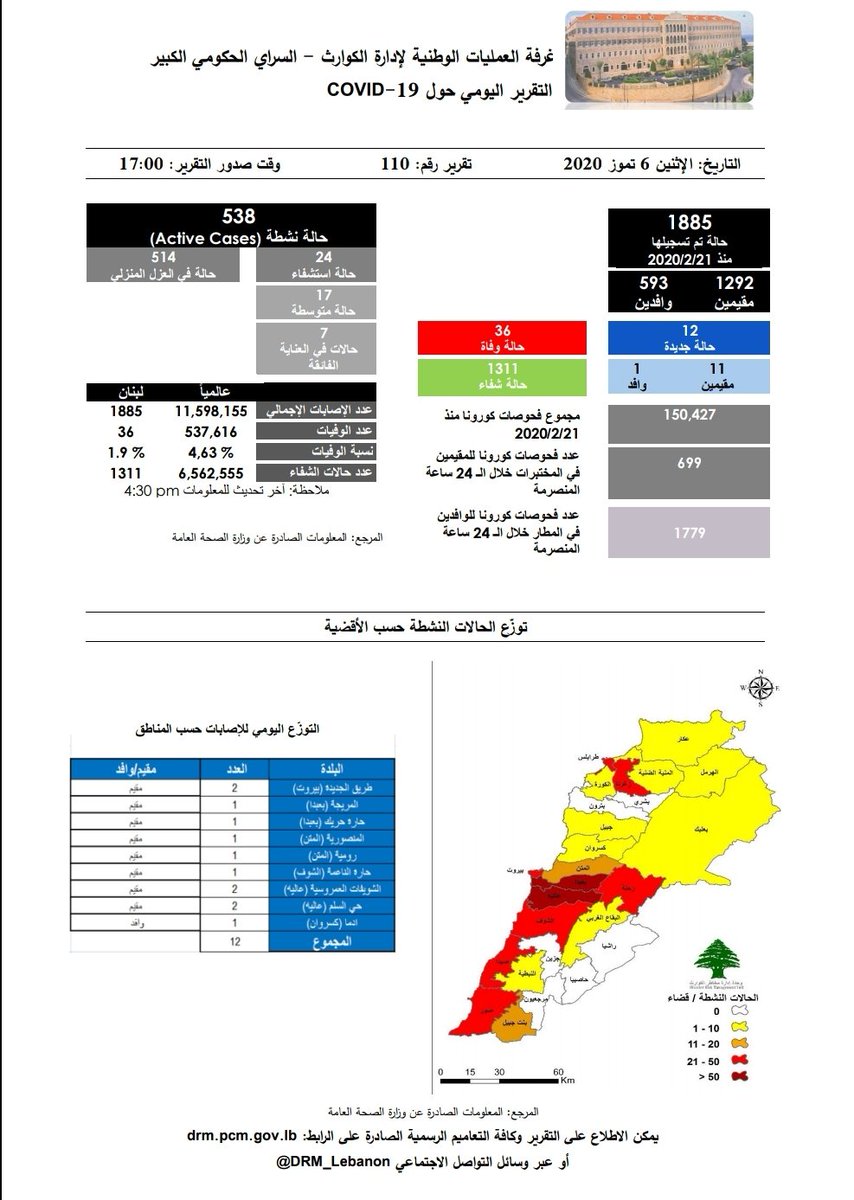 غرفة العمليات الوطنية لإدارة الكوارث – السراي الحكومي الكبير
التقرير اليومي حول COVID-19
التاريخ: الإثنين 6 تموز 2020 تقرير رقم: 110 وقت صدور التقرير: 17:00
1885
حالة تم تسجيلها
منذ 2020/2/21
1292 593
مقيمين وافدين
12
حالة جديدة
11 1
مقيمين وافد
36
حالة وفاة
1311
حالة شفاء
150,427
مجموع فحوصات كورونا منذ
2020/2/21
699
عدد فحوصات كورونا للمقيمين
في المختبرات خلال الـ 24 ساعة
المنصرمة
1779
عدد فحوصات كورونا للوافدين
في المطار خلال الـ 24 ساعة
المنصرمة
538
حالة نشطة (Active Cases)
24
حالة استشفاء
514
حالة في العزل المنزلي
17
حالة متوسطة
7
حالات في العناية
الفائقة
عالمياً لبنان
عدد الإصابات الإجمالي 11,598,155 1885
عدد الوفيات 537,616 36
نسبة الوفيات 4,63 % 1.9 %
عدد حالات الشفاء 6,562,555 1311
ملاحظة: آخر تحديث للمعلومات 4:30 pm
المرجع: المعلومات الصادرة عن وزارة الصحة العامة
توزّع الحالات النشطة حسب الأقضية
التوزّع اليومي للإصابات حسب المناطق
البلدة العدد مقيم/وافد
طريق الجديدة (بيروت) 2 مقيم
المريجة (بعبدا) 1 مقيم
حارة حريك (بعبدا) 1 مقيم
المنصورية (المتن) 1 مقيم
رومية (المتن) 1 مقيم
حارة الناعمة (الشوف) 1 مقيم
الشويفات العمروسية (عاليه) 2 مقيم
حي السلم (عاليه) 2 مقيم
ادما (كسروان) 1 وافد
المجموع 12
N
W E
S
عكار
طرابلس
المنية الضنية
الهرمل
الكورة
بشري
بترون
جبيل
بعلبك
كسروان
المتن
بيروت
زحلة
الشوف
البقاع الغربي
راشيا
جزين
النبطية
حاصبيا
مرجعيون
بنت جبيل
وحدة إدارة مخاطر الكوارث
الحالات النشطة / قضاء
0
1 - 10
11 - 20
21 - 50
> 50
0 15 30 60
Km
المرجع: المعلومات الصادرة عن وزارة الصحة العامة
يمكن الاطلاع على التقرير وكافة التعاميم الرسمية الصادرة على الرابط: drm.pcm.gov.lb
أو عبر وسائل التواصل الاجتماعي @DRM_Lebanon